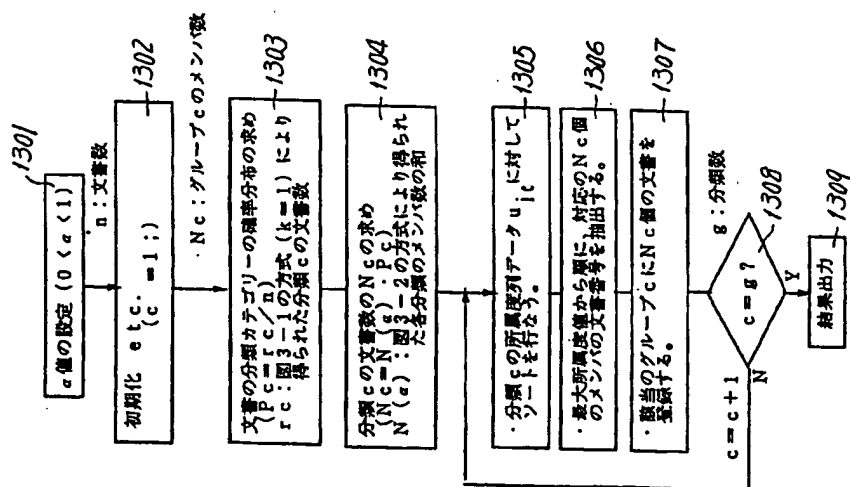 1301
α値の設定 (0<α<1)
n：文書数
1302
初期化 etc.
(c =1;)
・Nc：グループcのメンバ数
1303
文書の分類カテゴリーの確率分布の求め
(Pc=rc/n)
rc：図3-1の方式(k=1)により
得られた分類cの文書数
1304
分類cの文書数のNcの求め
(Nc=N(α)・Pc)
N(α)：図3-2の方式により得られ
た各分類のメンバ数の和
1305
・分類cの所属度列データuicに対して
ソートを行なう。
1306
・最大所属度値から順に、対応のNc個
のメンバの文書番号を抽出する。
1307
・該当のグループcにNc個の文書を
登録する。
g：分類数
1308
c=g?
N
Y
c=c+1
1309
結果出力